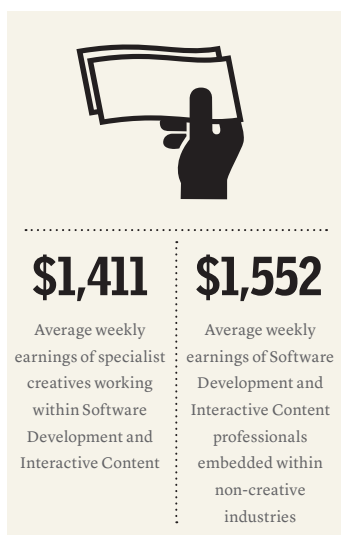 $1,411
Average weekly
earnings of specialist
creatives working
within Software
Development and
Interactive Content
$1,552
Average weekly
earnings of Software
Development and
Interactive Content
professionals
embedded within
non-creative
industries